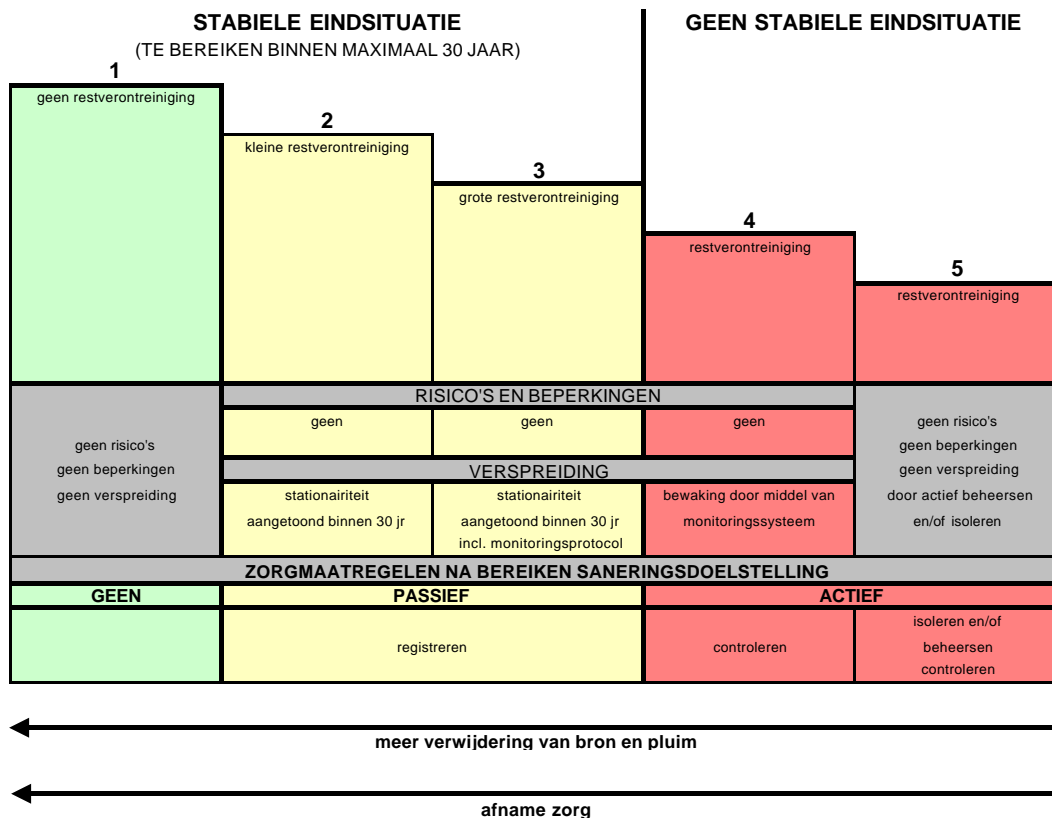 STABIELE EINDSITUATIE
(TE BEREIKEN BINNEN MAXIMAAL 30 JAAR)
GEEN STABIELE EINDSITUATIE
1
geen restverontreiniging
2
kleine restverontreiniging
3
grote restverontreiniging
4
restverontreiniging
5
restverontreiniging
RISICO'S EN BEPERKINGEN
geen
geen
geen
VERSPREIDING
geen risico's
geen beperkingen
geen verspreiding
stationairiteit
aangetoond binnen 30 jr
stationairiteit
aangetoond binnen 30 jr
incl. monitoringsprotocol
bewaking door middel van
monitoringssysteem
geen risico's
geen beperkingen
geen verspreiding
door actief beheersen
en/of isoleren
ZORGMAATREGELEN NA BEREIKEN SANERINGSDOELSTELLING
GEEN
PASSIEF
ACTIEF
registreren
controleren
isoleren en/of
beheersen
controleren
meer verwijdering van bron en pluim
afname zorg